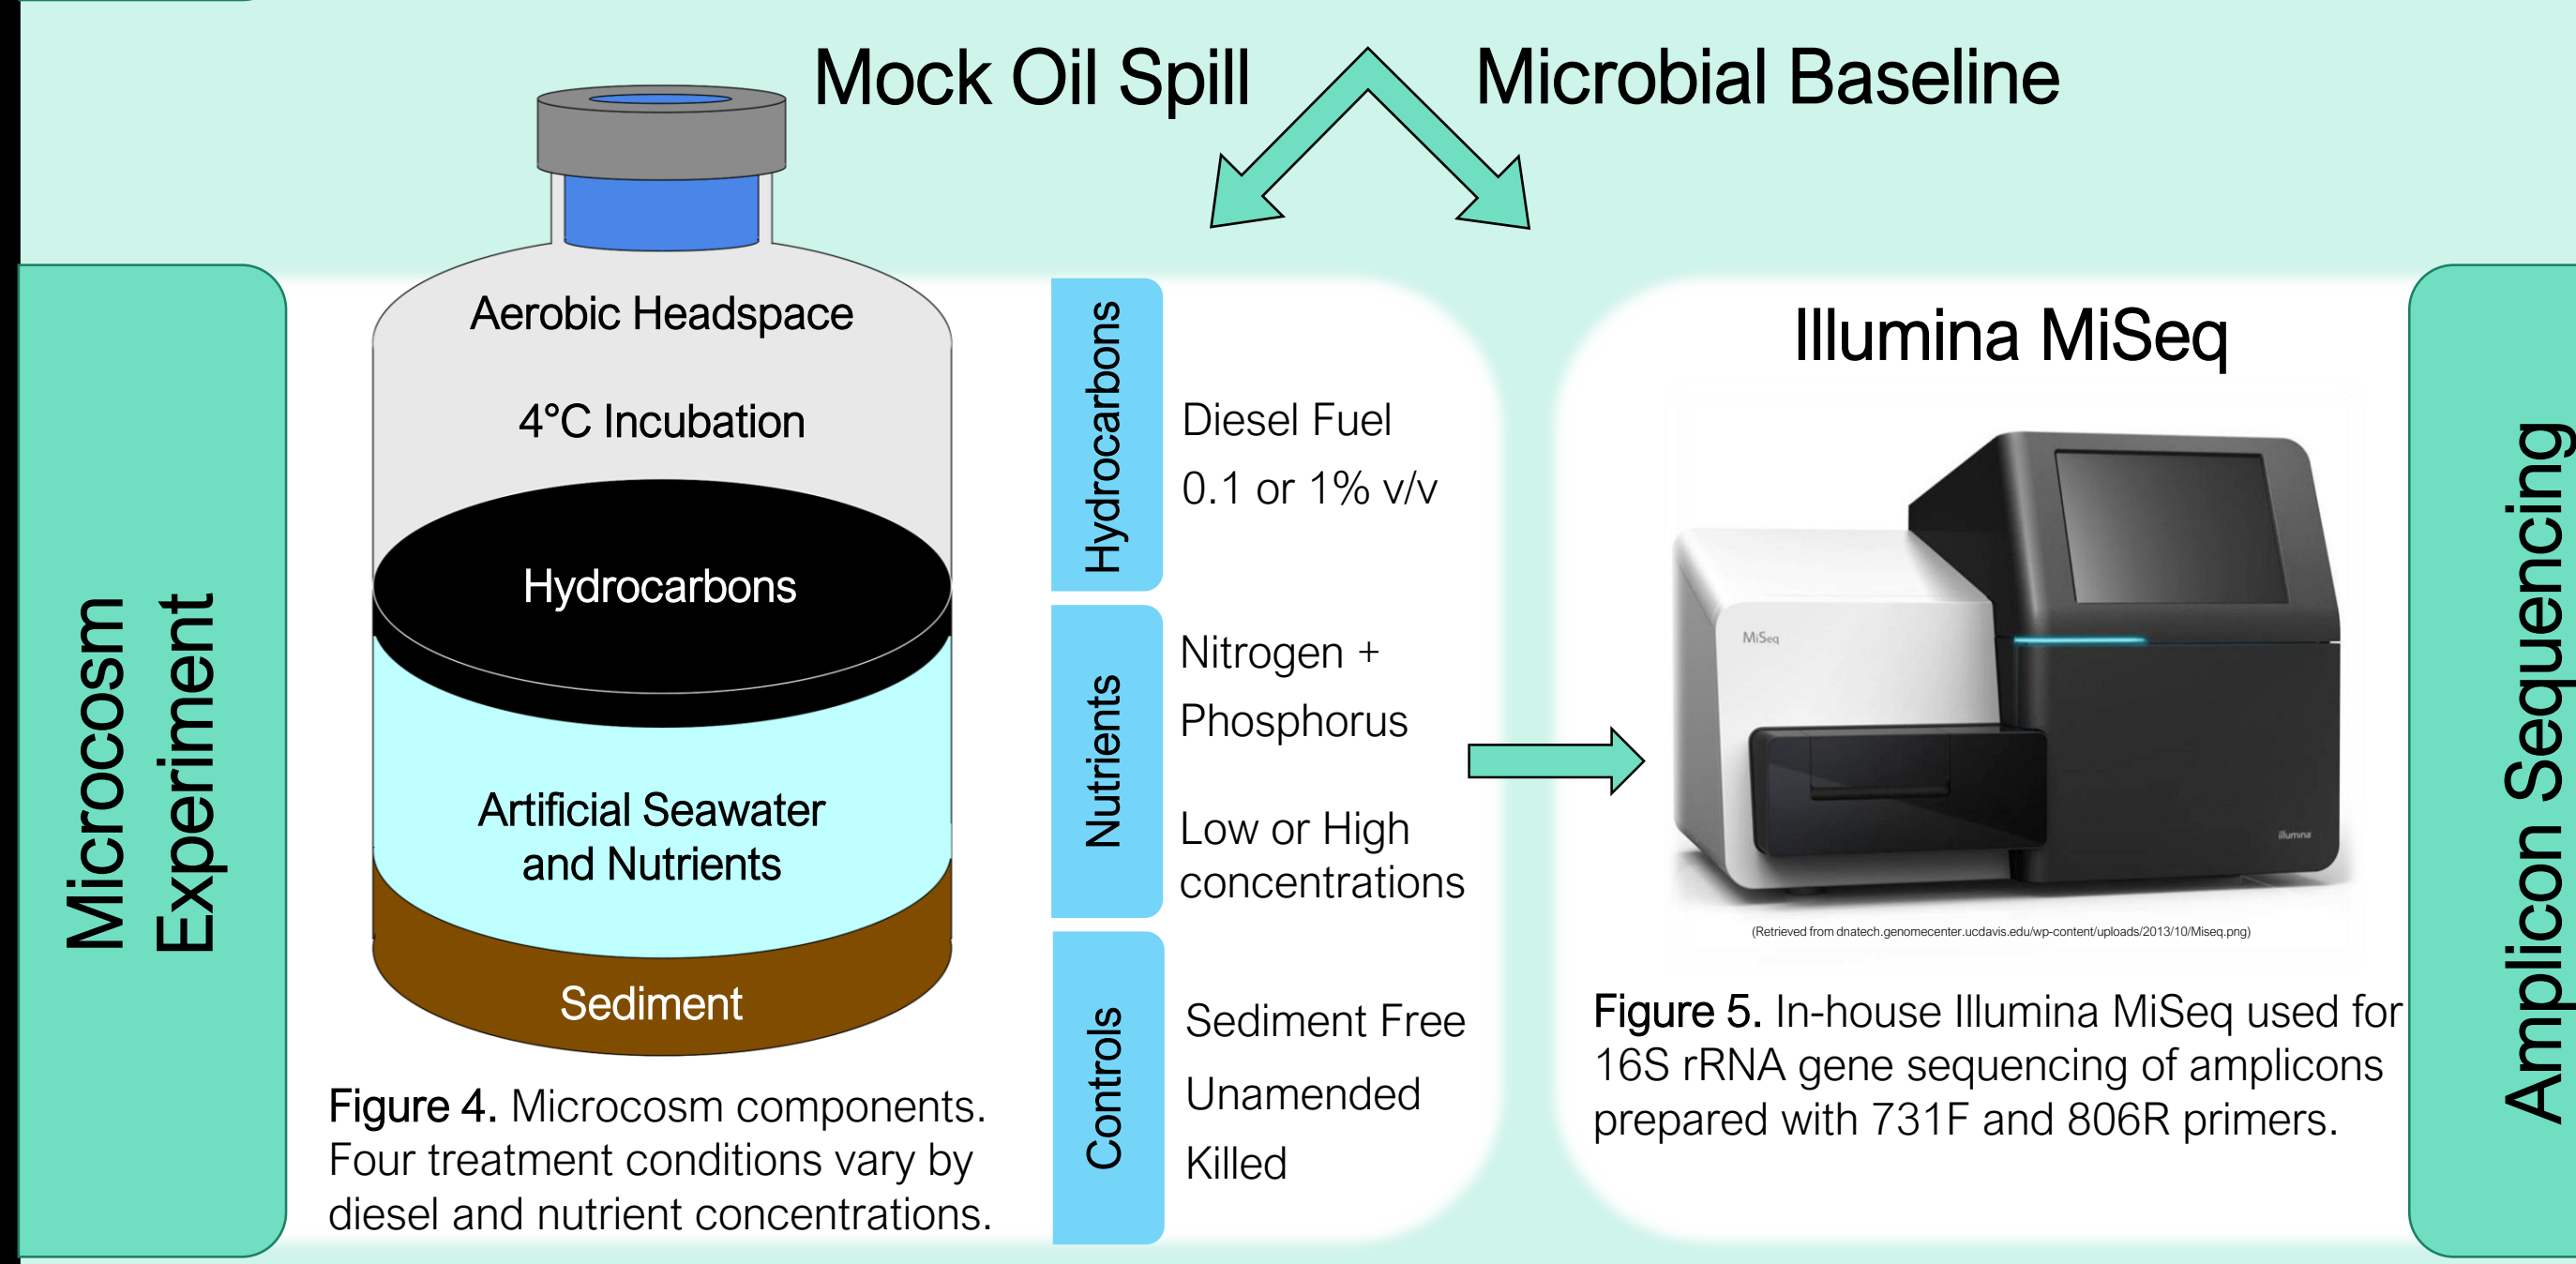 Mock Oil Spill
Microbial Baseline
Microcosm
Experiment
Aerobic Headspace
4°C Incubation
Hydrocarbons
Artificial Seawater
and Nutrients
Sediment
Figure 4. Microcosm components.
Four treatment conditions vary by
diesel and nutrient concentrations.
Hydrocarbons
Diesel Fuel
0.1 or 1% v/v
Nutrients
Nitrogen +
Phosphorus
Low or High
concentrations
Controls
Sediment Free
Unamended
Killed
Illumina MiSeq
MiSeq
illumina
(Retrieved from dnatech.genomecenter.ucdavis.edu/wp-content/uploads/2013/10/Miseq.png)
Figure 5. In-house Illumina MiSeq used for
16S rRNA gene sequencing of amplicons
prepared with 731F and 806R primers.
Amplicon Sequencing